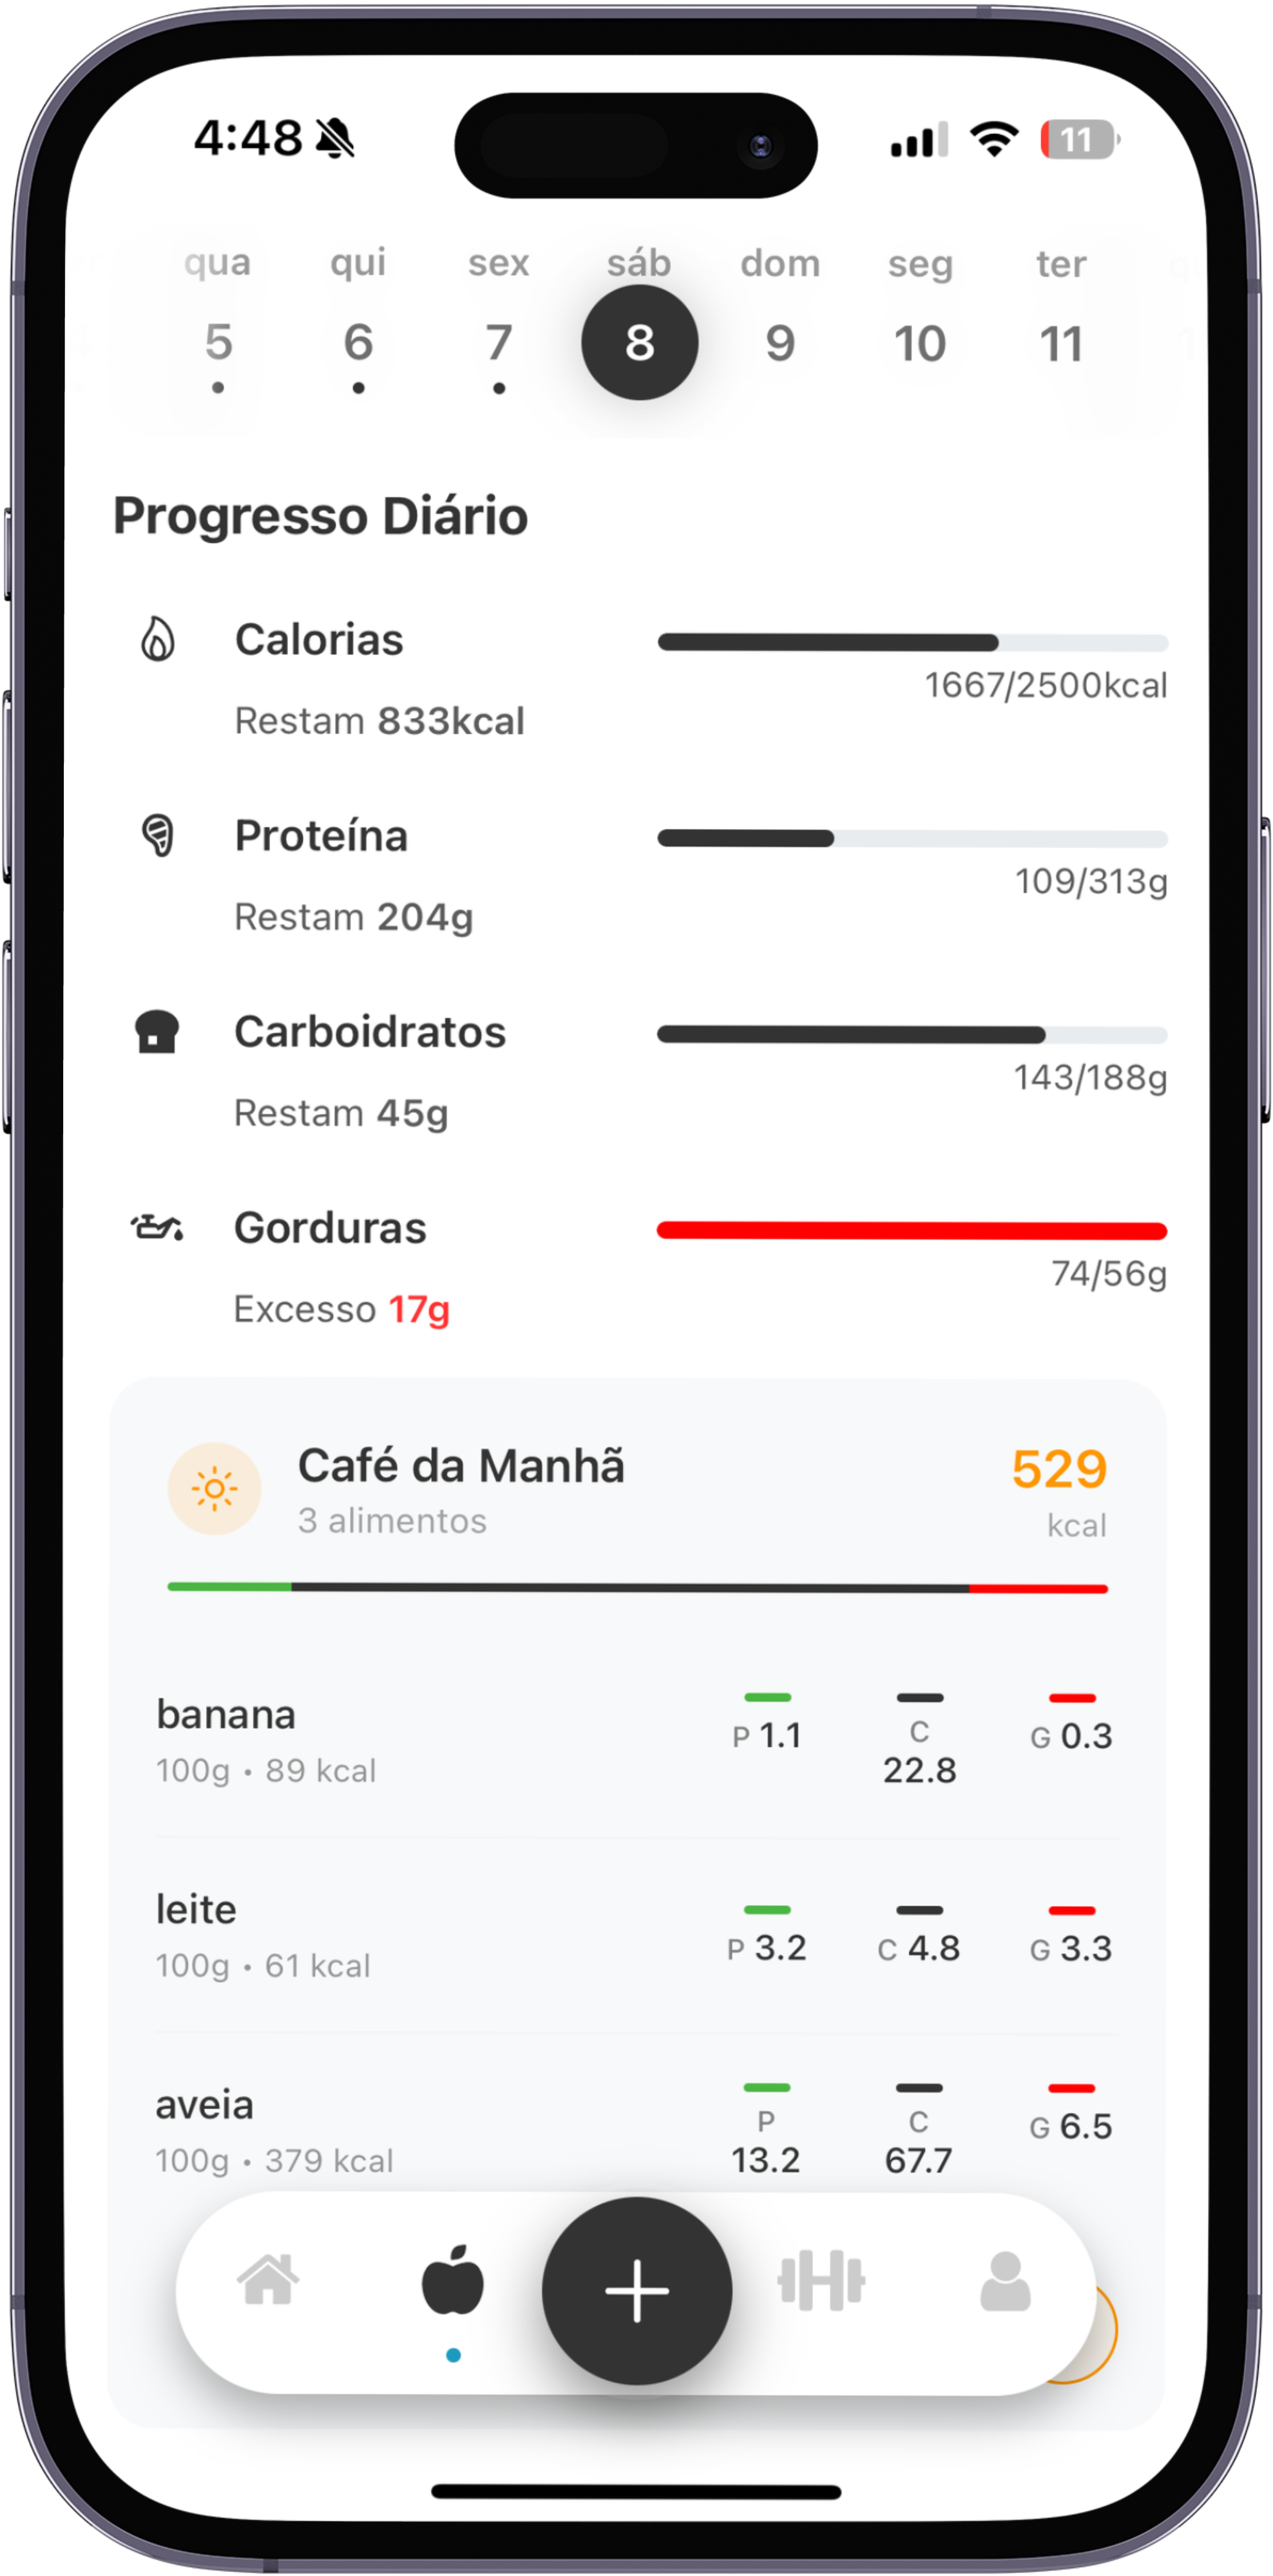 4:48
11
qua qui sex sáb dom seg ter
5 6 7 8 9 10 11
Progresso Diário
Calorias
1667/2500kcal
Restam 833kcal
Proteína
109/313g
Restam 204g
Carboidratos
143/188g
Restam 45g
Gorduras
74/56g
Excesso 17g
Café da Manhã
529
3 alimentos
kcal
banana
P 1.1
C
22.8
G 0.3
100g • 89 kcal
leite
P 3.2
C 4.8
G 3.3
100g • 61 kcal
aveia
P
13.2
C
67.7
G 6.5
100g • 379 kcal